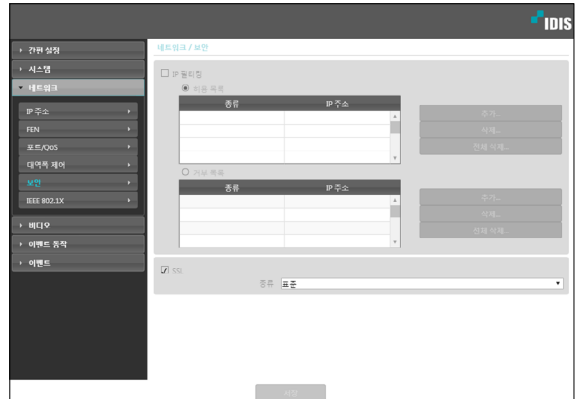 IDIS
간편 설정
시스템
네트워크
IP 주소
FEN
포트/QoS
대역폭 제어
보안
IEEE 802.1X
비디오
이벤트 동작
이벤트
네트워크 / 보안
IP 필터링
허용 목록
종류 IP 주소
추가...
삭제...
전체 삭제...
거부 목록
종류 IP 주소
추가...
삭제...
전체 삭제...
SSL
종류 표준
저장